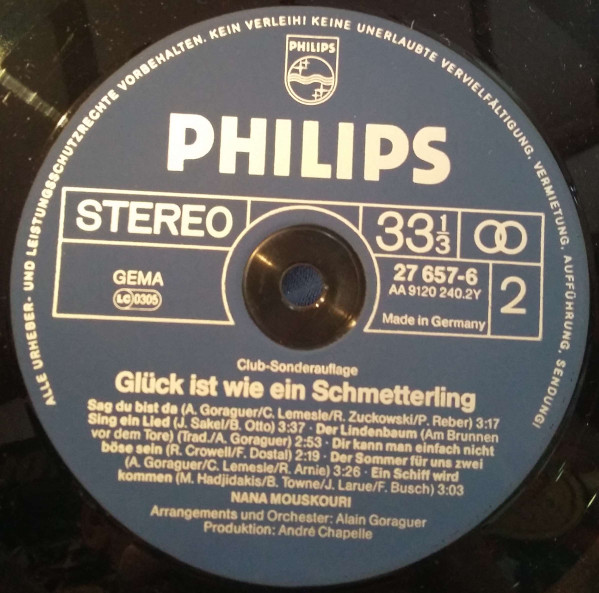 ALLE URHEBER- UND LEISTUNGSSCHUTZRECHTE VORBEHALTEN. KEIN VERLEIH! KEINE UNERLAUBTE VERVIELFÄLTIGUNG, VERMIETUNG, AUFFÜHRUNG, SENDUNG!
PHILIPS
PHILIPS
STEREO
33 1/3
GEMA
LC 0305
27 657-6
AA 9120 240.2Y
2
Made in Germany
Club-Sonderauflage
Glück ist wie ein Schmetterling
Sag du bist da (A. Goraguer/C. Lemesle/R. Zuckowski/P. Reber) 3:17
Sing ein Lied (J. Sakel/B. Otto) 3:37 · Der Lindenbaum (Am Brunnen
vor dem Tore) (Trad./A. Goraguer) 2:53 · Dir kann man einfach nicht
böse sein (R. Crowell/F. Dostal) 2:19 · Der Sommer für uns zwei
(A. Goraguer/C. Lemesle/R. Arnie) 3:26 · Ein Schiff wird
kommen (M. Hadjidakis/B. Towne/J. Larue/F. Busch) 3:03
NANA MOUSKOURI
Arrangements und Orchester: Alain Goraguer
Produktion: André Chapelle